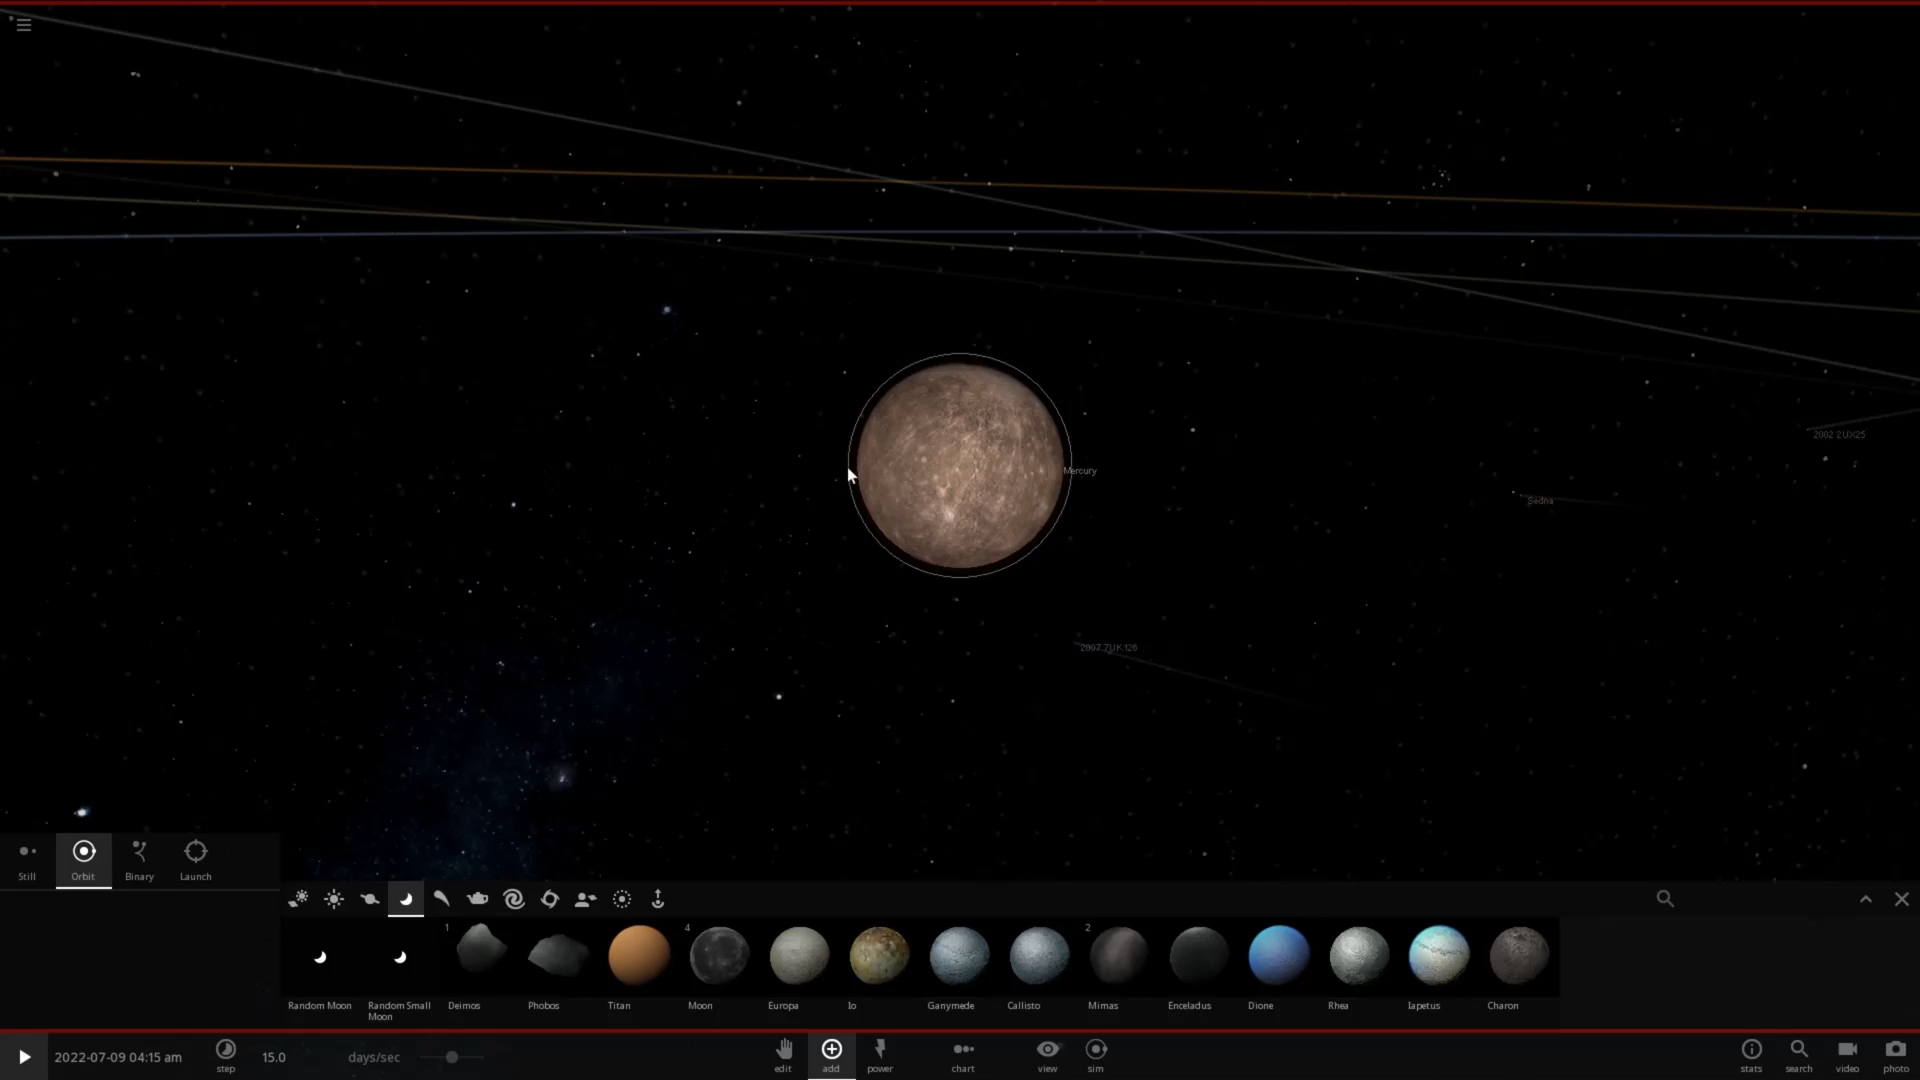 2002 2UX25
Mercury
Sedna
2007 7UK126
Still
Orbit
Binary
Launch
1
4
2
Random Moon
Random Small
Moon
Deimos
Phobos
Titan
Moon
Europa
Io
Ganymede
Callisto
Mimas
Enceladus
Dione
Rhea
Iapetus
Charon
2022-07-09 04:15 am
step
15.0
days/sec
edit
add
power
chart
view
sim
stats
search
video
photo